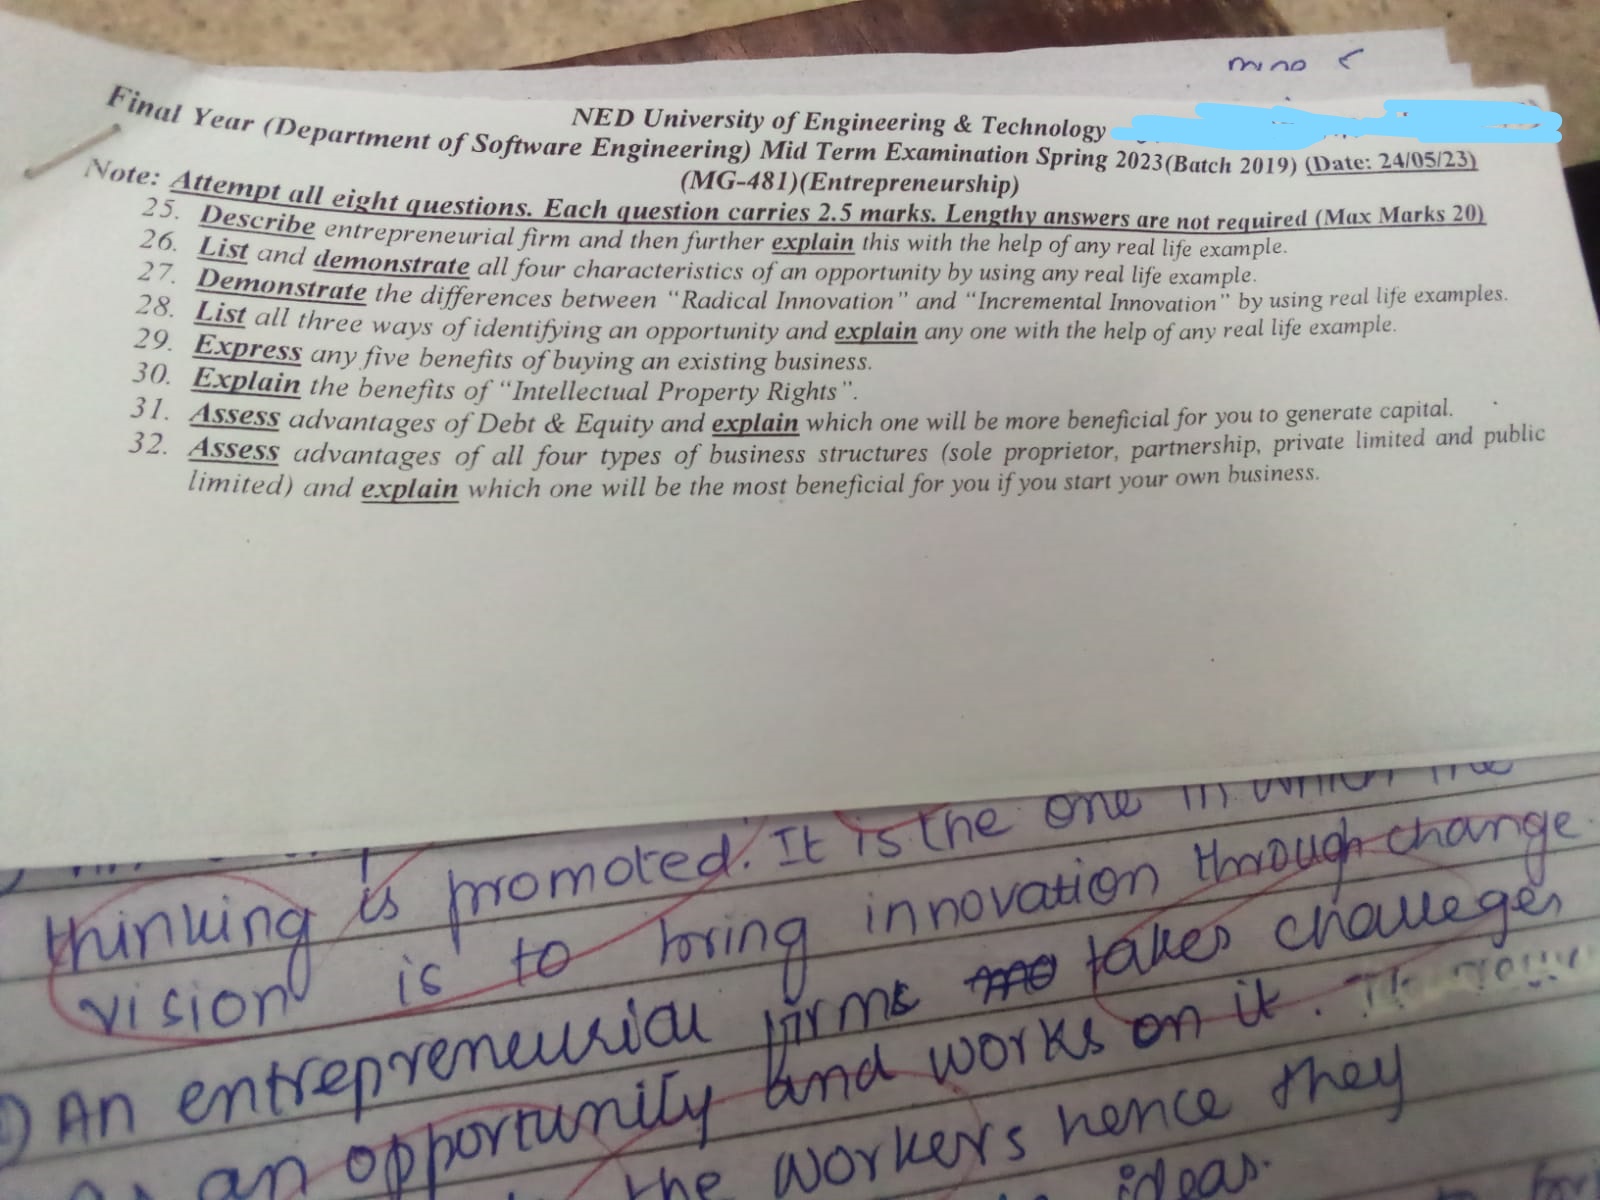 mino
NED University of Engineering & Technology
Final Year (Department of Software Engineering) Mid Term Examination Spring 2023(Batch 2019) (Date: 24/05/23)
(MG-481)(Entrepreneurship)
Note: Attempt all eight questions. Each question carries 2.5 marks. Lengthy answers are not required (Max Marks 20)
25. Describe entrepreneurial firm and then further explain this with the help of any real life example.
26. List and demonstrate all four characteristics of an opportunity by using any real life example.
27. Demonstrate the differences between “Radical Innovation” and “Incremental Innovation” by using real life examples.
28. List all three ways of identifying an opportunity and explain any one with the help of any real life example.
29. Express any five benefits of buying an existing business.
30. Explain the benefits of “Intellectual Property Rights”.
31. Assess advantages of Debt & Equity and explain which one will be more beneficial for you to generate capital.
32. Assess advantages of all four types of business structures (sole proprietor, partnership, private limited and public
limited) and explain which one will be the most beneficial for you if you start your own business.
thinking is promoted. It is the one in which the
vision is to bring innovation through change.
An entrepreneurial firms takes challeges
an opportunity and works on it.
the workers hence they
ideas.